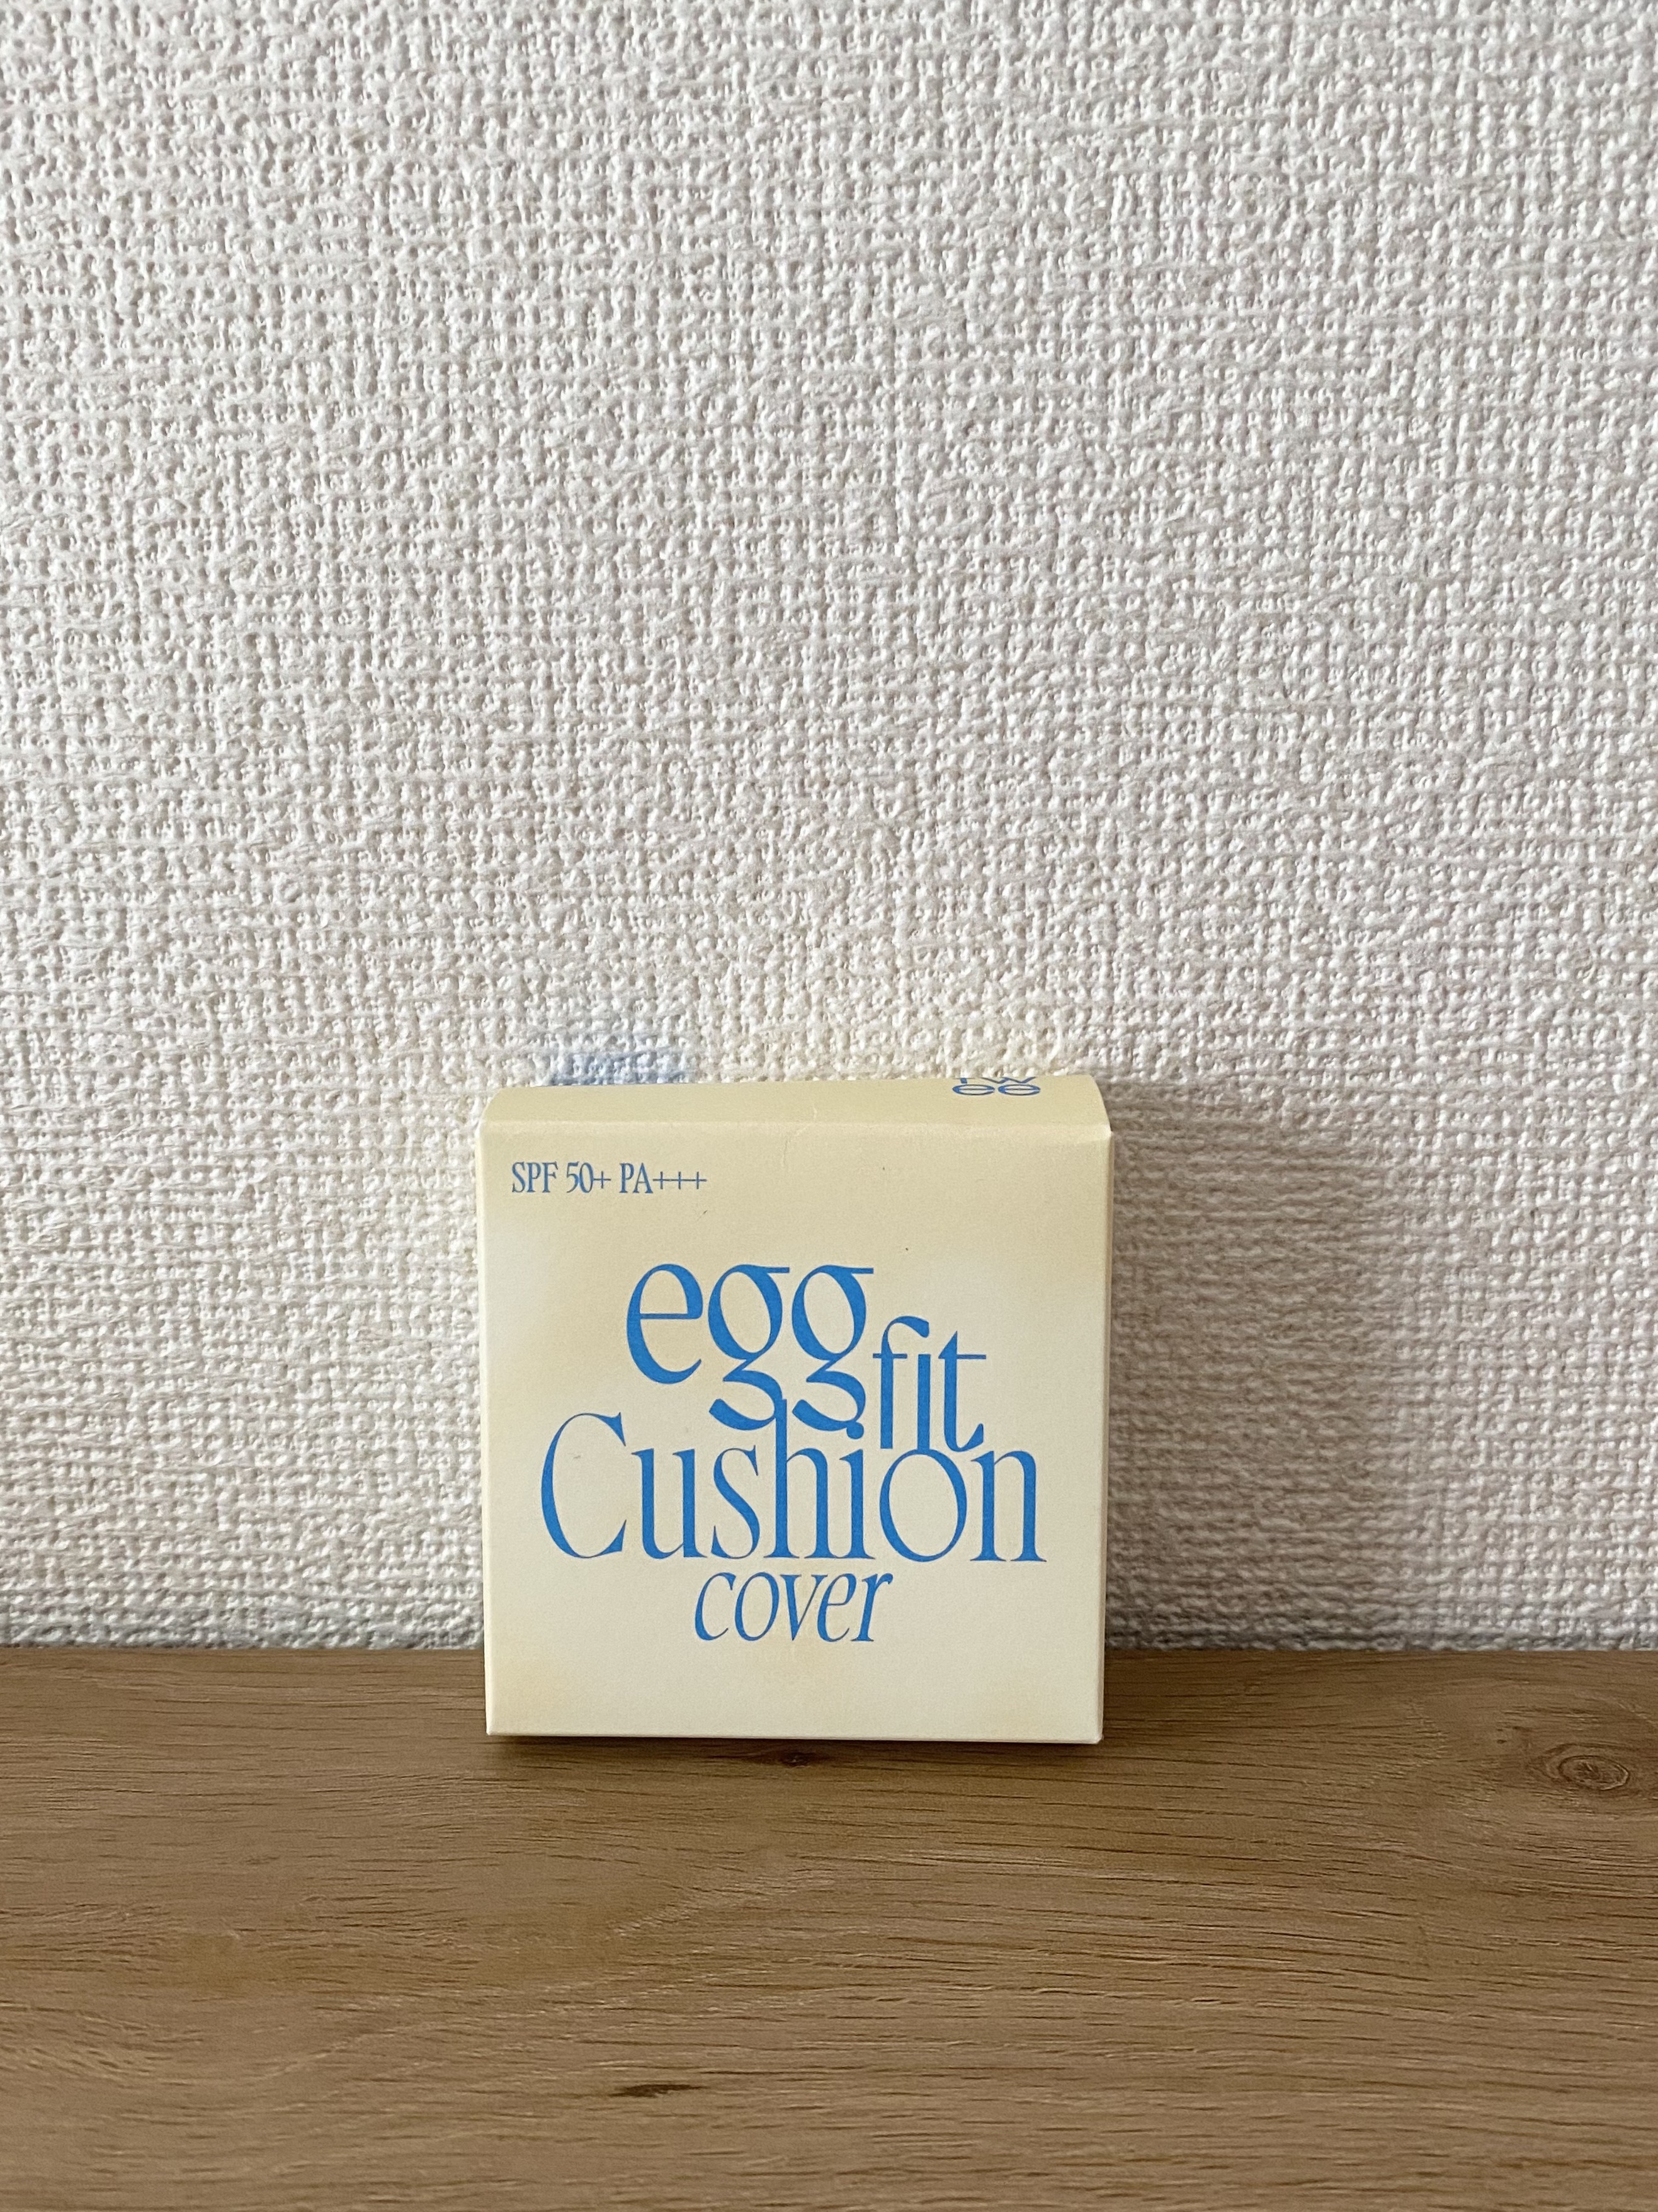 SPF 50+ PA+++
egg
fit
Cushion
cover